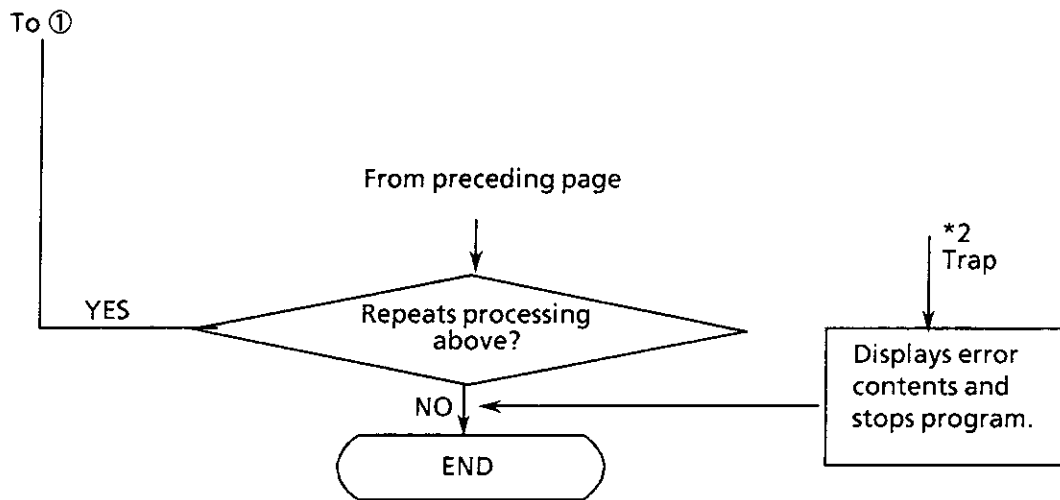 To ①
From preceding page
*2
Trap
YES
Repeats processing
above?
Displays error
contents and
stops program.
NO
END